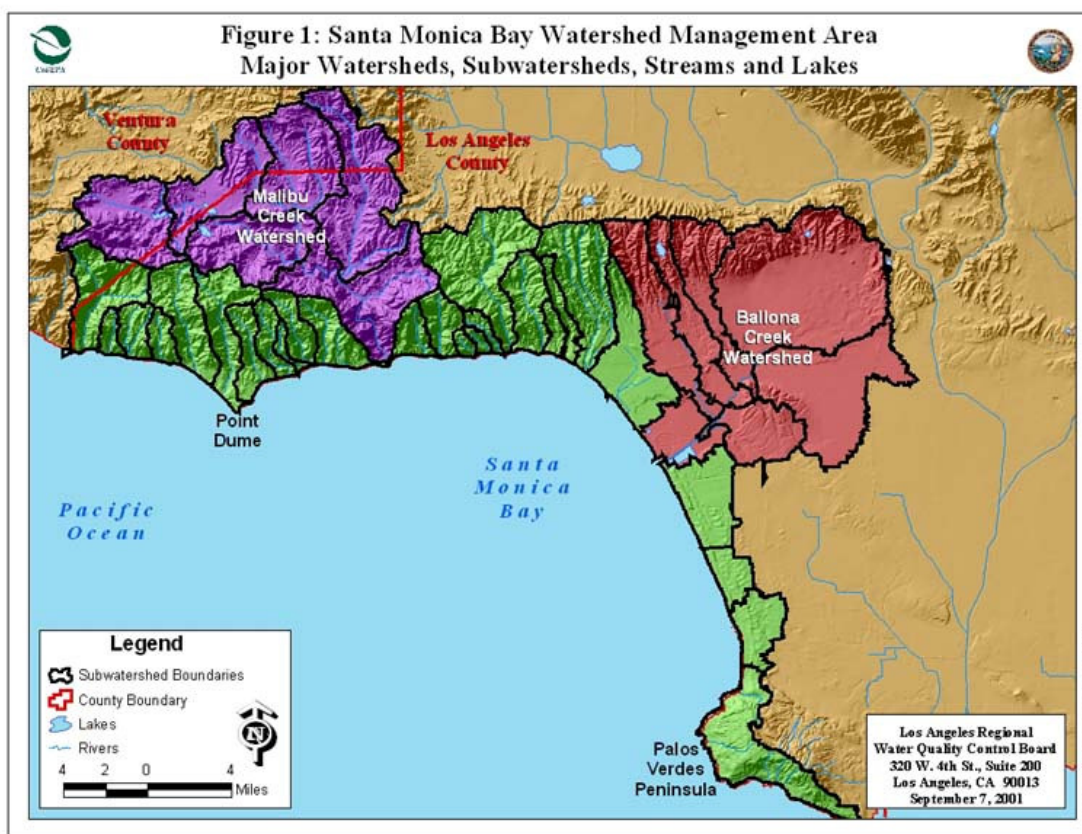 Figure 1: Santa Monica Bay Watershed Management Area
Major Watersheds, Subwatersheds, Streams and Lakes
Ventura
County
Los Angeles
County
Malibu
Creek
Watershed
Ballona
Creek
Watershed
Point
Dume
Santa
Monica
Bay
Pacific
Ocean
Legend
Subwatershed Boundaries
County Boundary
Lakes
Rivers
N
4 2 0 4
Miles
Palos
Verdes
Peninsula
Los Angeles Regional
Water Quality Control Board
320 W. 4th St., Suite 200
Los Angeles, CA 90013
September 7, 2001